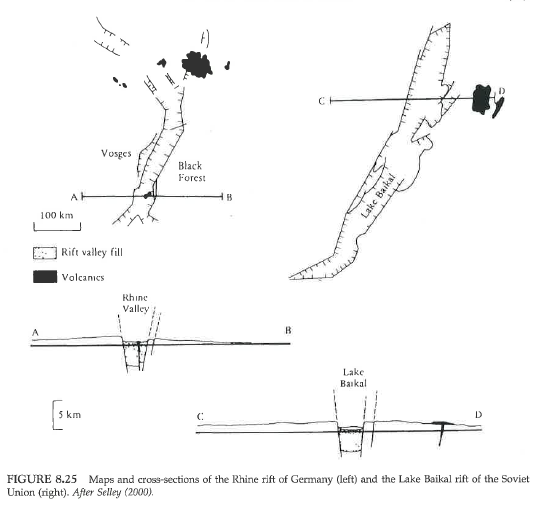 Vosges
Black
Forest
A
B
100 km
Rift valley fill
Volcanics
C
D
Lake Baikal
Rhine
Valley
A
B
5 km
Lake
Baikal
C
D
FIGURE 8.25 Maps and cross-sections of the Rhine rift of Germany (left) and the Lake Baikal rift of the Soviet
Union (right). After Selley (2000).